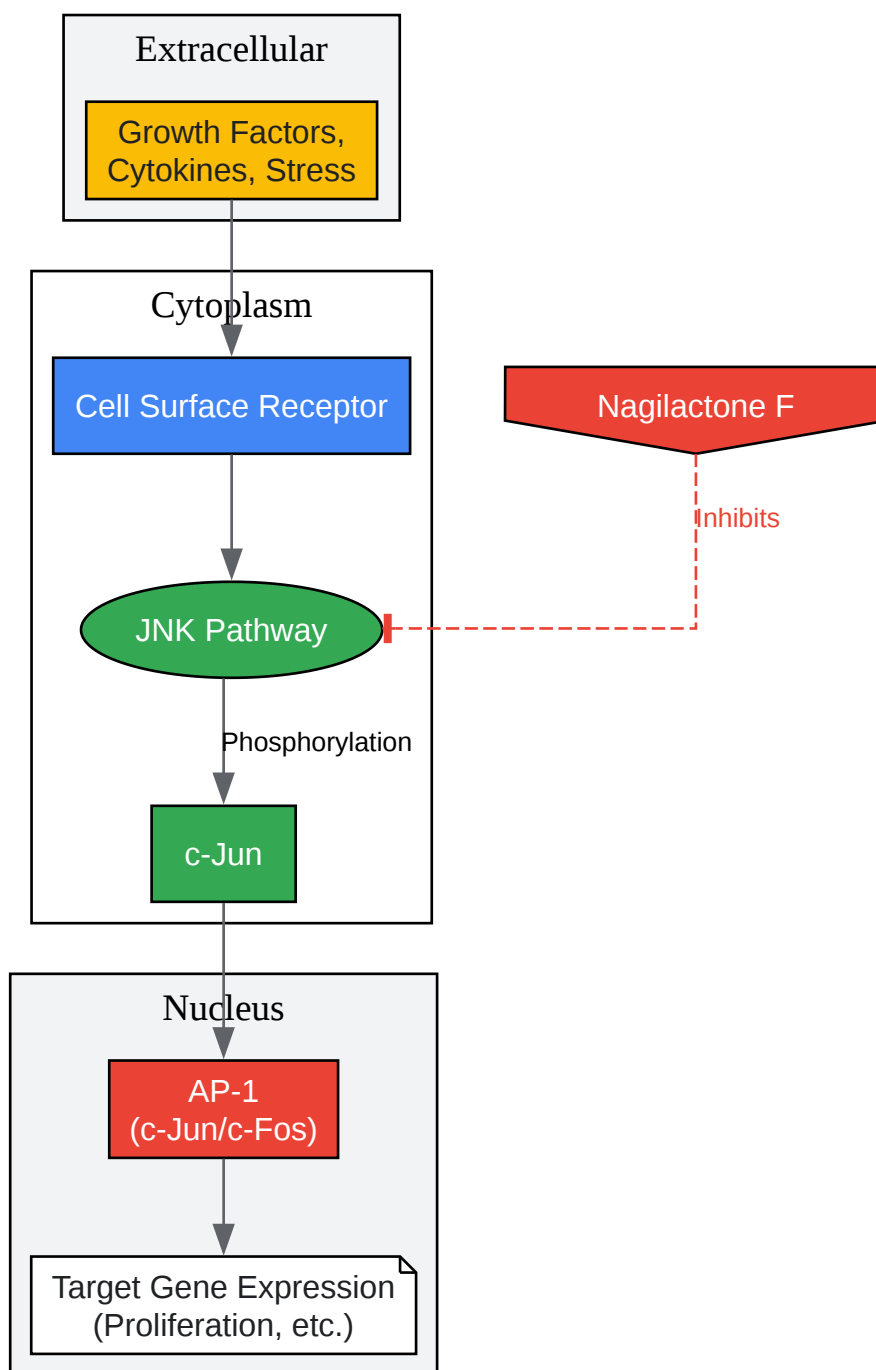 Extracellular
Growth Factors,
Cytokines, Stress
Cytoplasm
Cell Surface Receptor
Nagilactone F
Inhibits
JNK Pathway
Phosphorylation
c-Jun
Nucleus
AP-1
(c-Jun/c-Fos)
Target Gene Expression
(Proliferation, etc.)